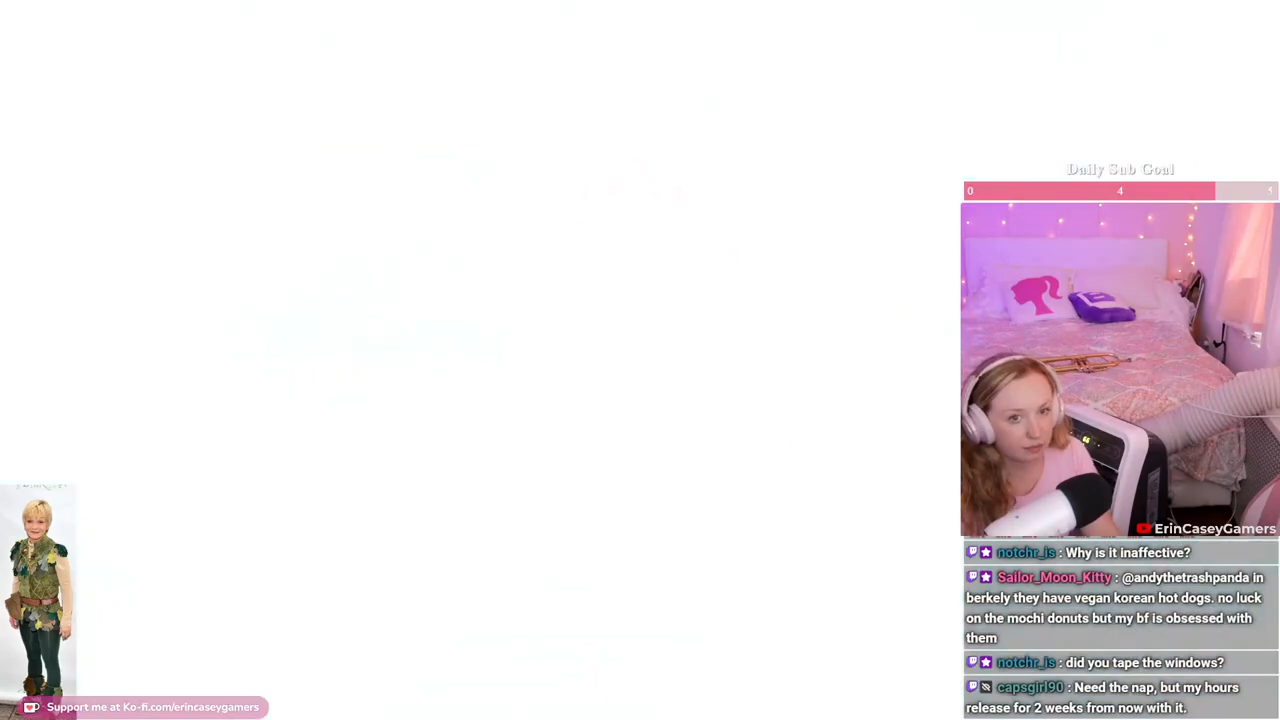 Daily Sub Goal
0 4
ErinCaseyGamers
notchr_is : Why is it inaffective?
Sailor_Moon_Kitty : @andythetrashpanda in
berkely they have vegan korean hot dogs. no luck
on the mochi donuts but my bf is obsessed with
them
notchr_is : did you tape the windows?
capsgirl90 : Need the nap, but my hours
release for 2 weeks from now with it.
Support me at Ko-fi.com/erincaseygamers